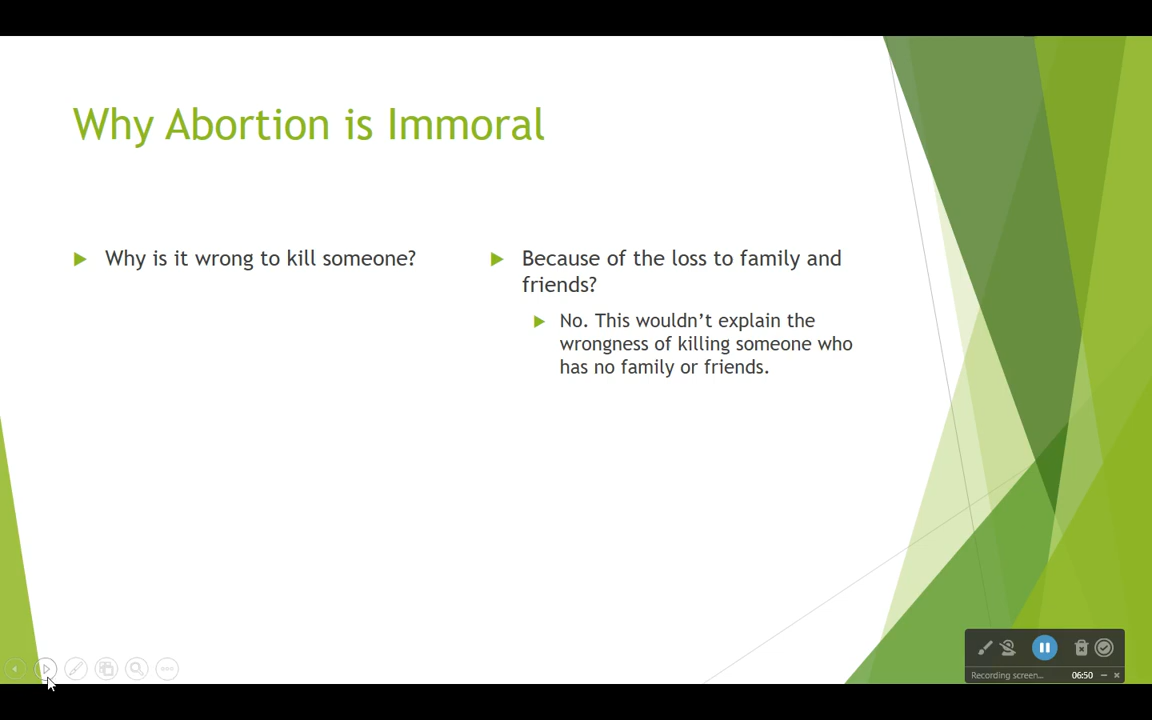 Why Abortion is Immoral
Why is it wrong to kill someone?
Because of the loss to family and
friends?
No. This wouldn’t explain the
wrongness of killing someone who
has no family or friends.
Recording screen... 06:50